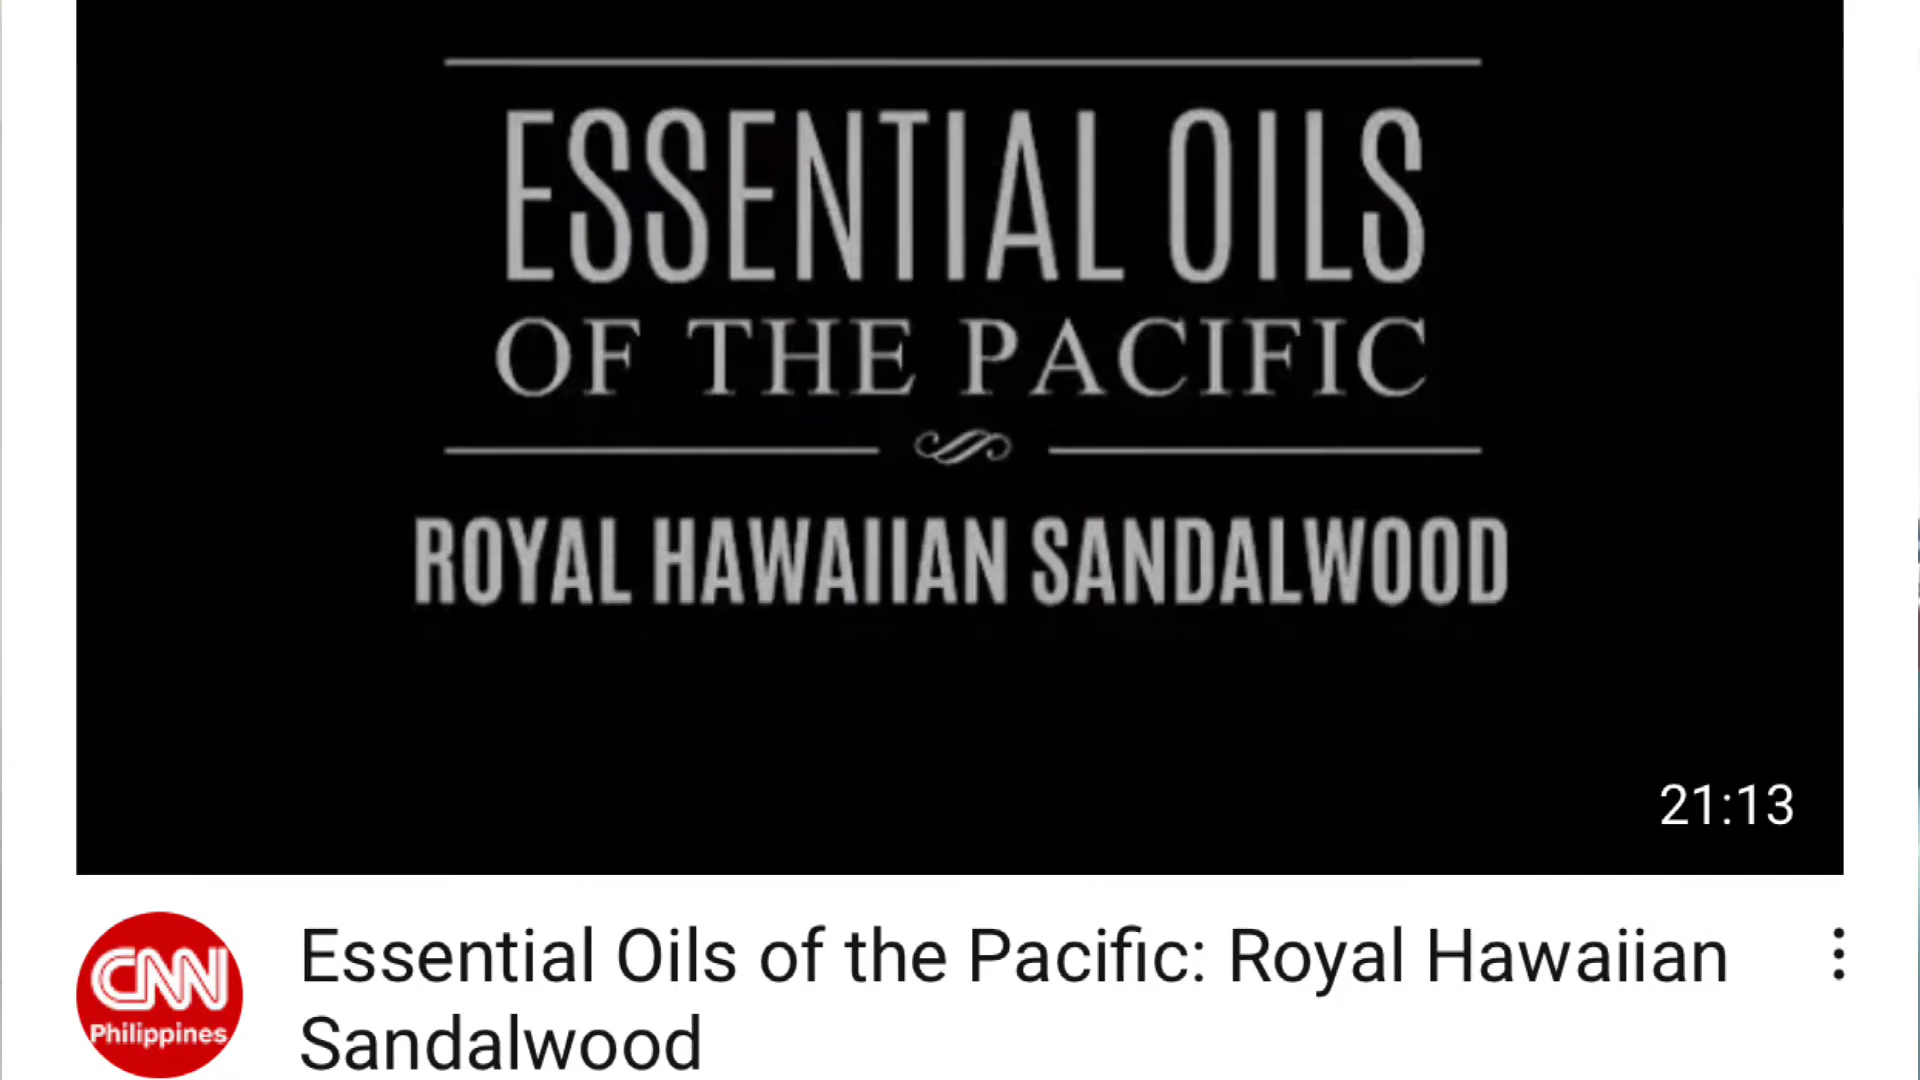 ESSENTIAL OILS
OF THE PACIFIC
ROYAL HAWAIIAN SANDALWOOD
21:13
CNN
Philippines
Essential Oils of the Pacific: Royal Hawaiian
Sandalwood